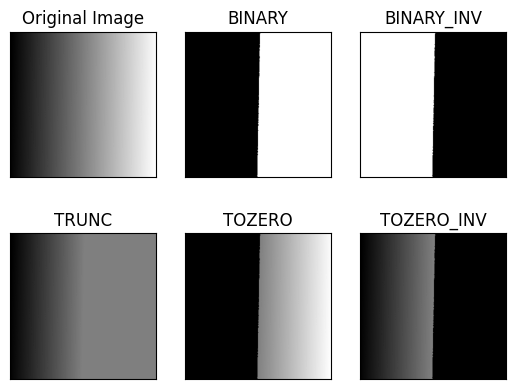 Original Image
BINARY
BINARY_INV
TRUNC
TOZERO
TOZERO_INV